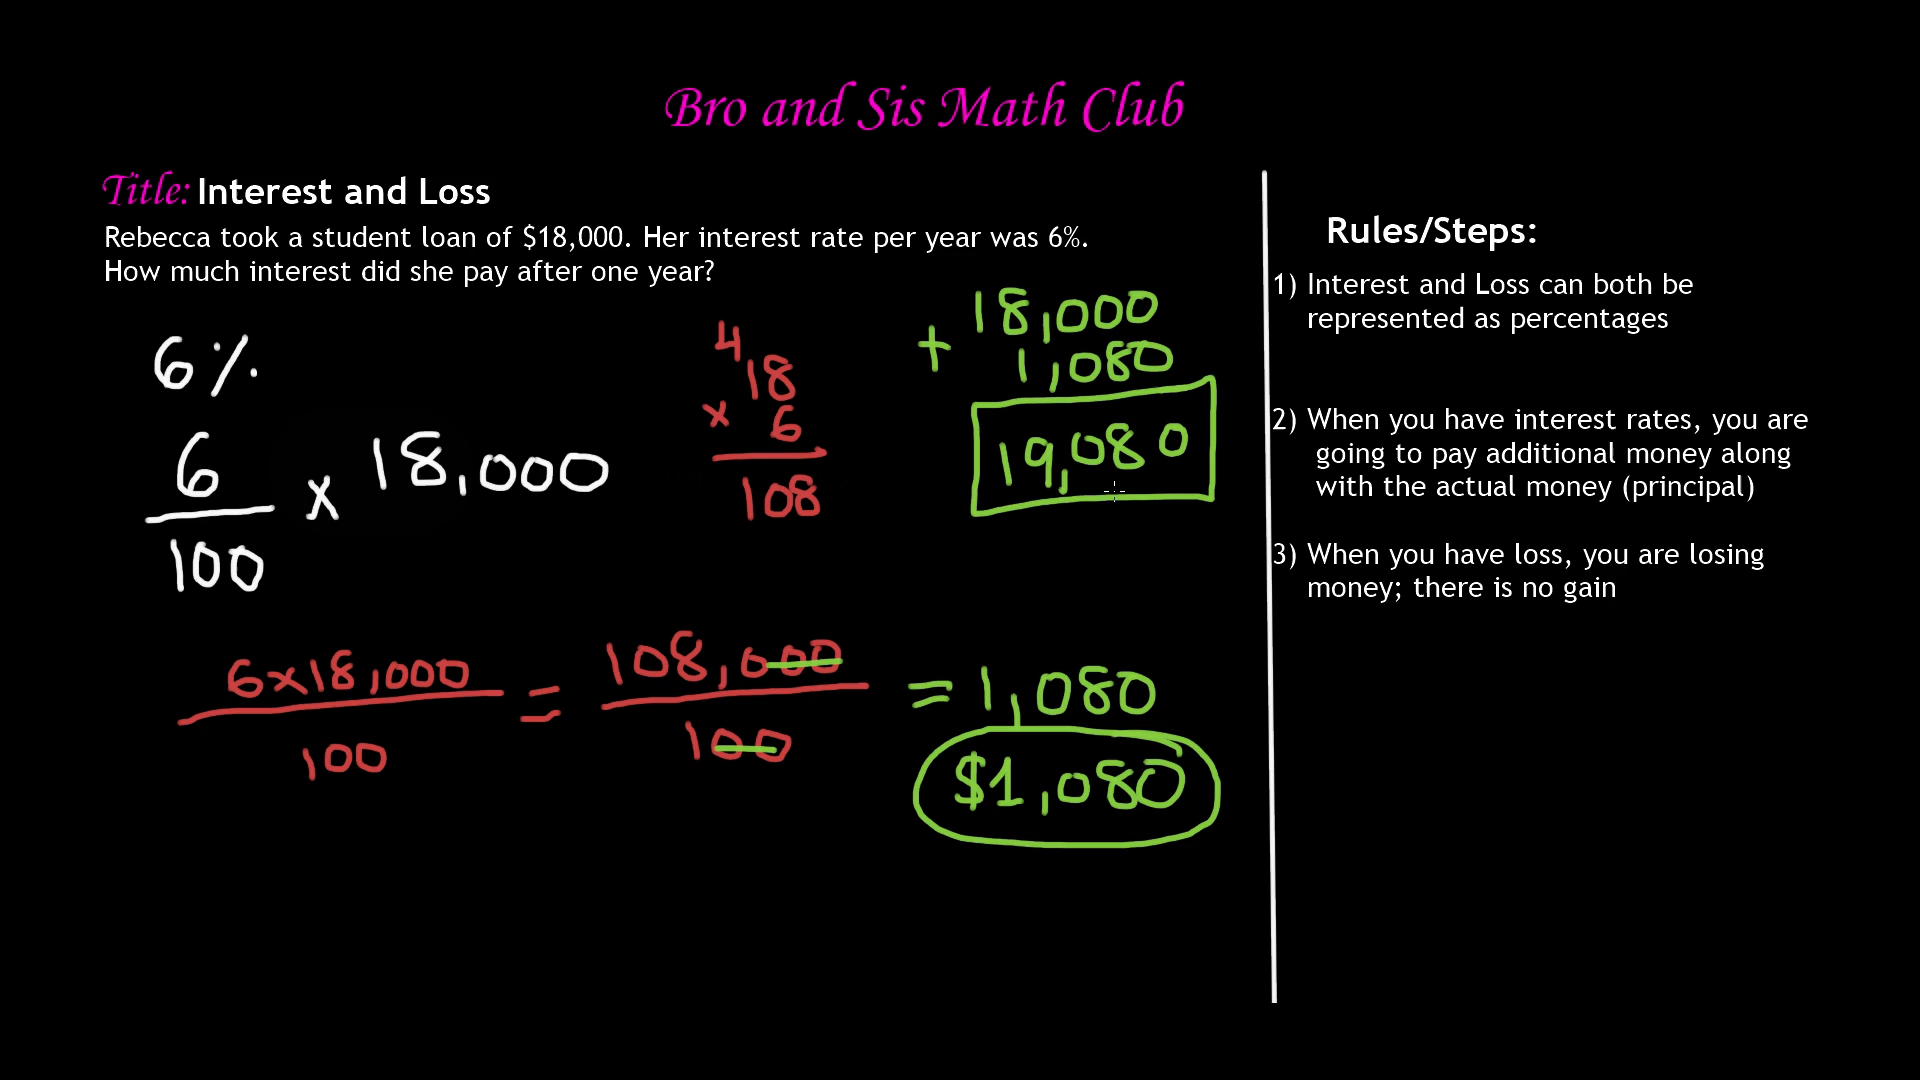 Bro and Sis Math Club
Title: Interest and Loss
Rebecca took a student loan of $18,000. Her interest rate per year was 6%.
How much interest did she pay after one year?
6%
6
100
x 18,000
4
18
x 6
108
18,000
+ 1,080
19,080
6x18,000
100
=
108,000
100
= 1,080
$1,080
Rules/Steps:
1) Interest and Loss can both be
represented as percentages
2) When you have interest rates, you are
going to pay additional money along
with the actual money (principal)
3) When you have loss, you are losing
money; there is no gain